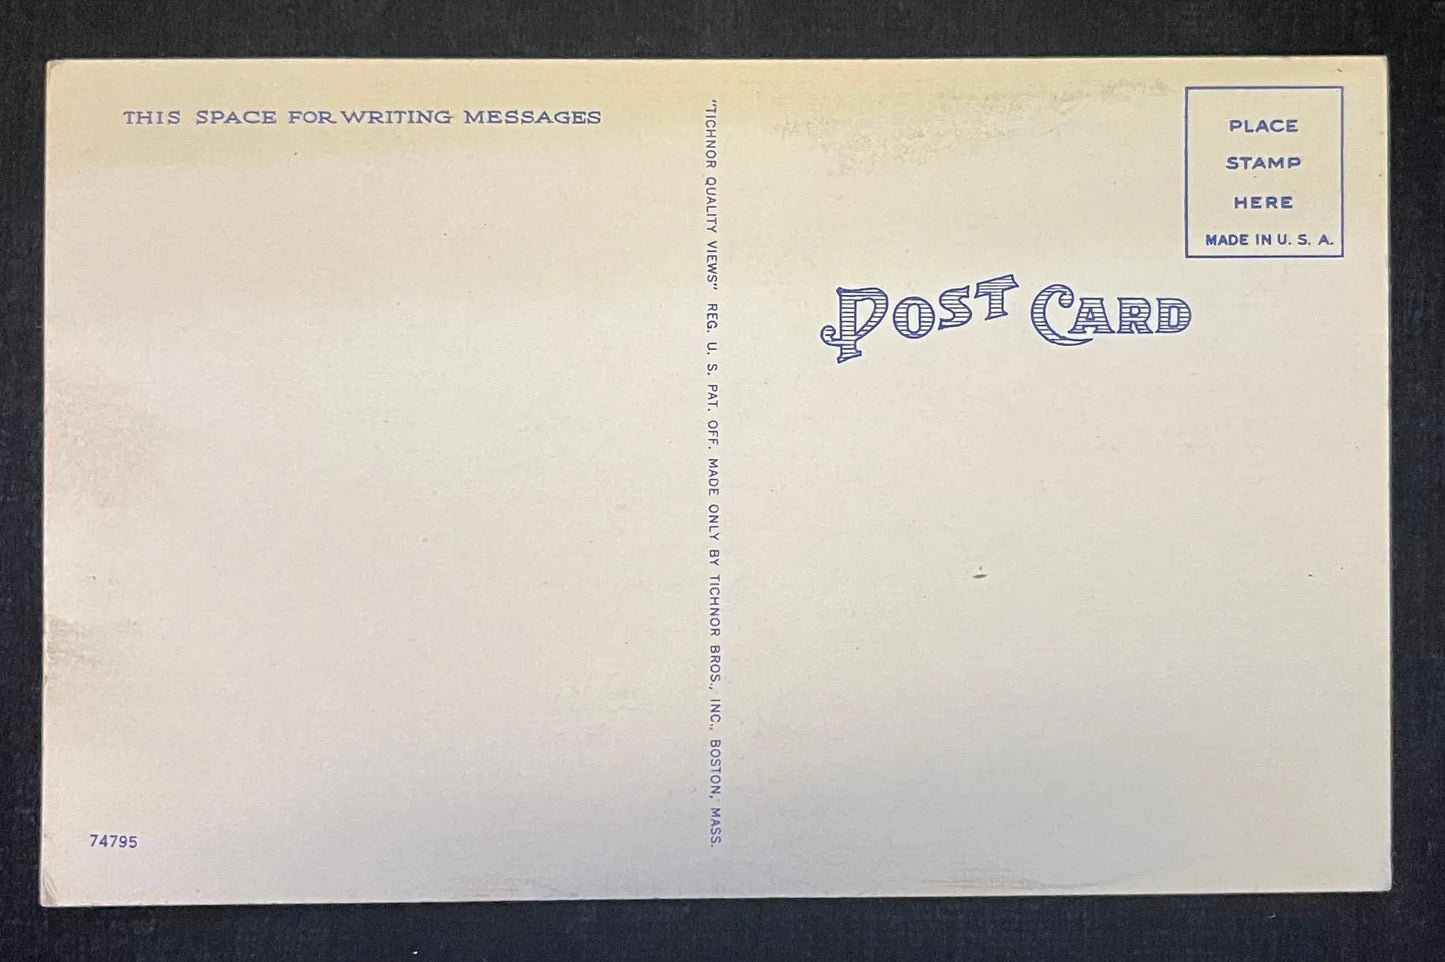 THIS SPACE FOR WRITING MESSAGES
"TICHNOR QUALITY VIEWS" REG. U. S. PAT. OFF. MADE ONLY BY TICHNOR BROS., INC., BOSTON, MASS.
PLACE
STAMP
HERE
MADE IN U. S. A.
POST CARD
74795